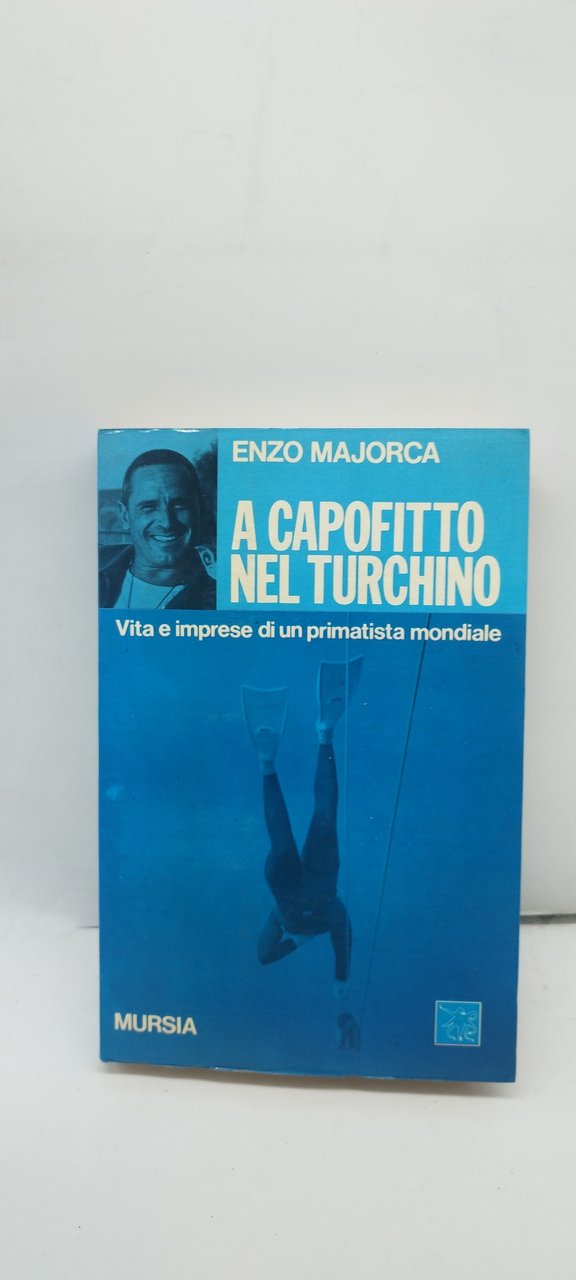 ENZO MAJORCA
A CAPOFITTO
NEL TURCHINO
Vita e imprese di un primatista mondiale
MURSIA